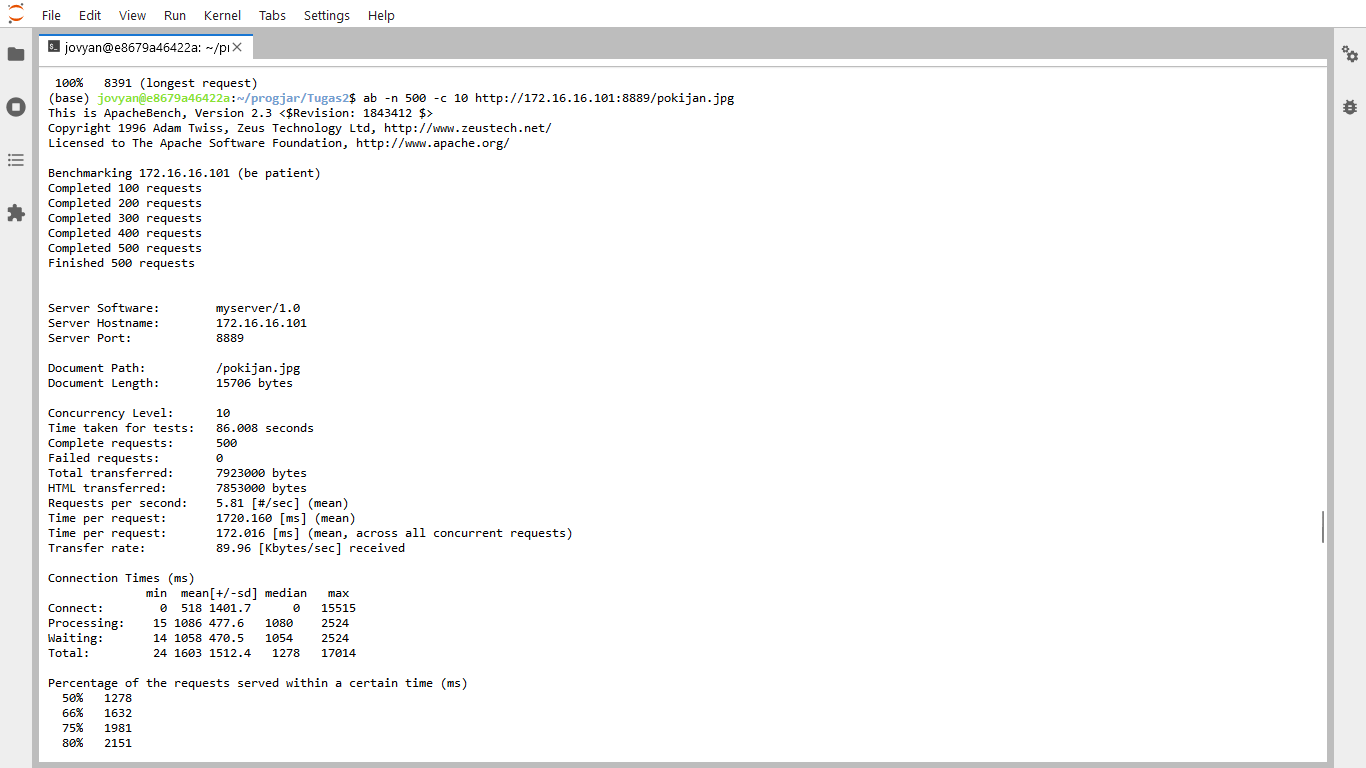 File Edit View Run Kernel Tabs Settings Help
jovyan@e8679a46422a: ~/pr
100% 8391 (longest request)
(base) jovyan@e8679a46422a:~/progjar/Tugas2$ ab -n 500 -c 10 http://172.16.16.101:8889/pokijan.jpg
This is ApacheBench, Version 2.3 <$Revision: 1843412 $>
Copyright 1996 Adam Twiss, Zeus Technology Ltd, http://www.zeustech.net/
Licensed to The Apache Software Foundation, http://www.apache.org/
Benchmarking 172.16.16.101 (be patient)
Completed 100 requests
Completed 200 requests
Completed 300 requests
Completed 400 requests
Completed 500 requests
Finished 500 requests
Server Software: myserver/1.0
Server Hostname: 172.16.16.101
Server Port: 8889
Document Path: /pokijan.jpg
Document Length: 15706 bytes
Concurrency Level: 10
Time taken for tests: 86.008 seconds
Complete requests: 500
Failed requests: 0
Total transferred: 7923000 bytes
HTML transferred: 7853000 bytes
Requests per second: 5.81 [#/sec] (mean)
Time per request: 1720.160 [ms] (mean)
Time per request: 172.016 [ms] (mean, across all concurrent requests)
Transfer rate: 89.96 [Kbytes/sec] received
Connection Times (ms)
min mean[+/-sd] median max
Connect: 0 518 1401.7 0 15515
Processing: 15 1086 477.6 1080 2524
Waiting: 14 1058 470.5 1054 2524
Total: 24 1603 1512.4 1278 17014
Percentage of the requests served within a certain time (ms)
50% 1278
66% 1632
75% 1981
80% 2151